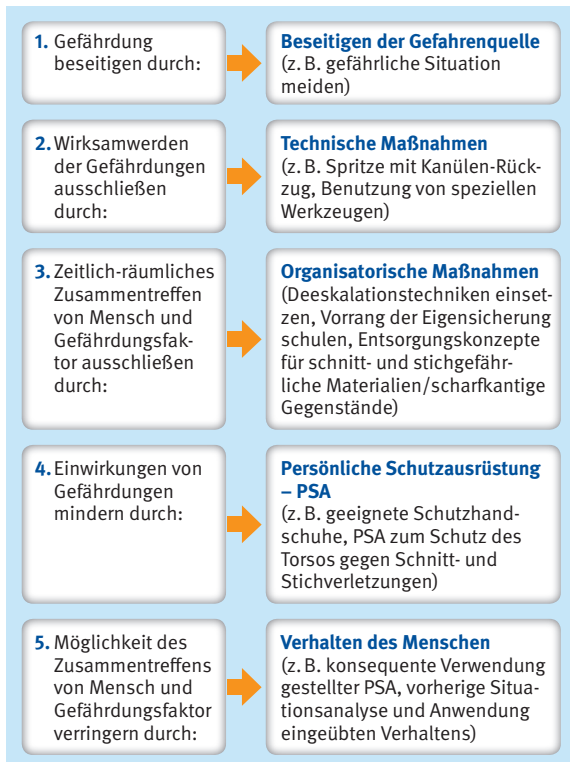 1. Gefährdung
beseitigen durch:
Beseitigen der Gefahrenquelle
(z. B. gefährliche Situation
meiden)
2. Wirksamwerden
der Gefährdungen
ausschließen
durch:
Technische Maßnahmen
(z. B. Spritze mit Kanülen-Rück-
zug, Benutzung von speziellen
Werkzeugen)
3. Zeitlich-räumliches
Zusammentreffen
von Mensch und
Gefährdungsfak-
tor ausschließen
durch:
Organisatorische Maßnahmen
(Deeskalationstechniken einset-
zen, Vorrang der Eigensicherung
schulen, Entsorgungskonzepte
für schnitt- und stichgefähr-
liche Materialien/scharfkantige
Gegenstände)
4. Einwirkungen von
Gefährdungen
mindern durch:
Persönliche Schutzausrüstung
– PSA
(z. B. geeignete Schutzhand-
schuhe, PSA zum Schutz des
Torsos gegen Schnitt- und
Stichverletzungen)
5. Möglichkeit des
Zusammentreffens
von Mensch und
Gefährdungsfaktor
verringern durch:
Verhalten des Menschen
(z. B. konsequente Verwendung
gestellter PSA, vorherige Situa-
tionsanalyse und Anwendung
eingeübten Verhaltens)